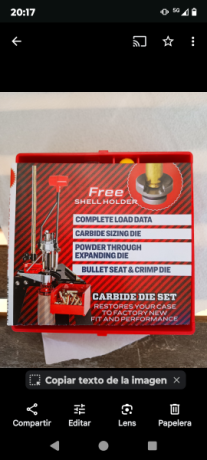 20:17
5G
Free
SHELL HOLDER
COMPLETE LOAD DATA
CARBIDE SIZING DIE
POWDER THROUGH
EXPANDING DIE
BULLET SEAT & CRIMP DIE
CARBIDE DIE SET
RESTORES YOUR CASE
TO FACTORY NEW
FIT AND PERFORMANCE
Copiar texto de la imagen
Compartir
Editar
Lens
Papelera